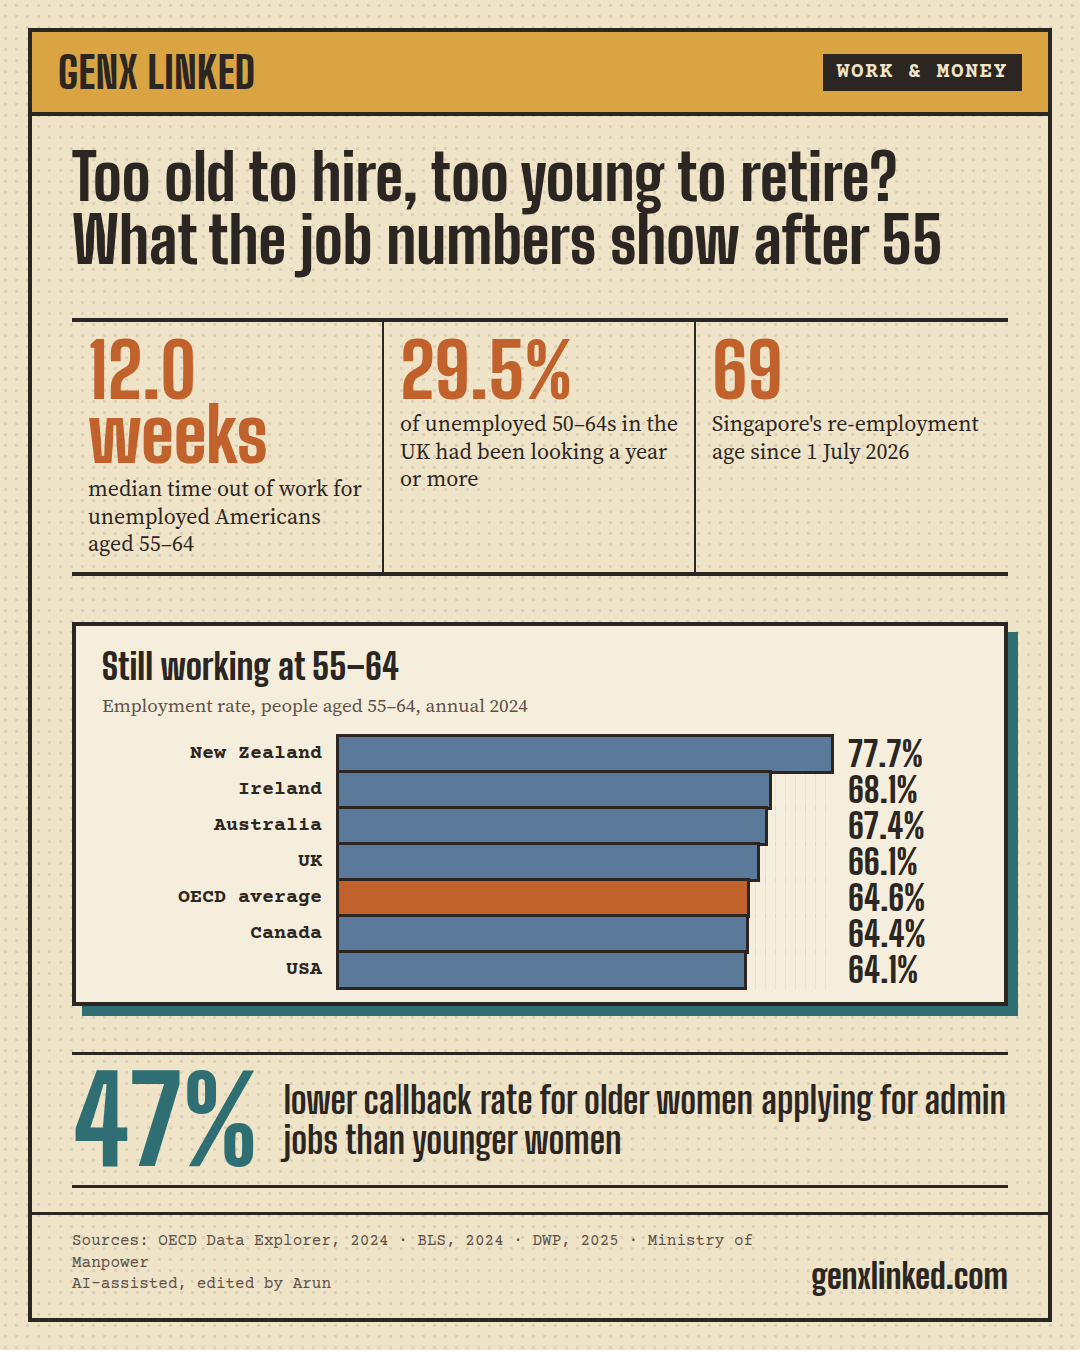 GENX LINKED
WORK & MONEY
Too old to hire, too young to retire?
What the job numbers show after 55
12.0
weeks
median time out of work for
unemployed Americans
aged 55–64
29.5%
of unemployed 50–64s in the
UK had been looking a year
or more
69
Singapore's re-employment
age since 1 July 2026
Still working at 55–64
Employment rate, people aged 55–64, annual 2024
New Zealand 77.7%
Ireland 68.1%
Australia 67.4%
UK 66.1%
OECD average 64.6%
Canada 64.4%
USA 64.1%
47%
lower callback rate for older women applying for admin
jobs than younger women
Sources: OECD Data Explorer, 2024 · BLS, 2024 · DWP, 2025 · Ministry of
Manpower
AI-assisted, edited by Arun
genxlinked.com